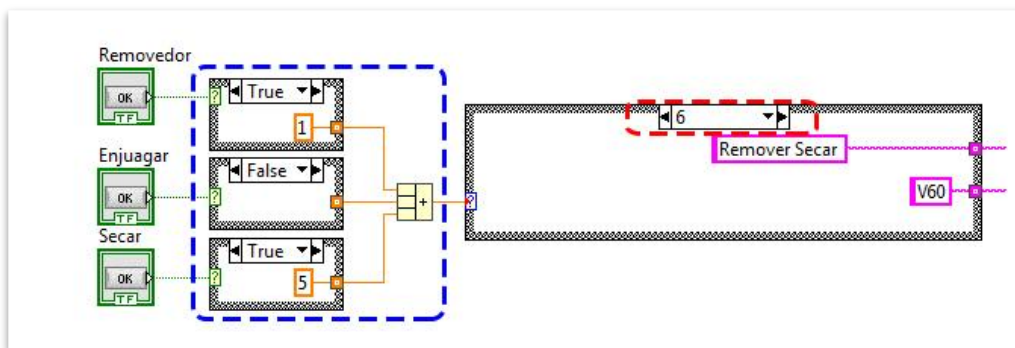 Removedor
OK
TF
True
1
Enjuagar
OK
TF
False
Secar
OK
TF
True
5
+
6
Remover Secar
V60